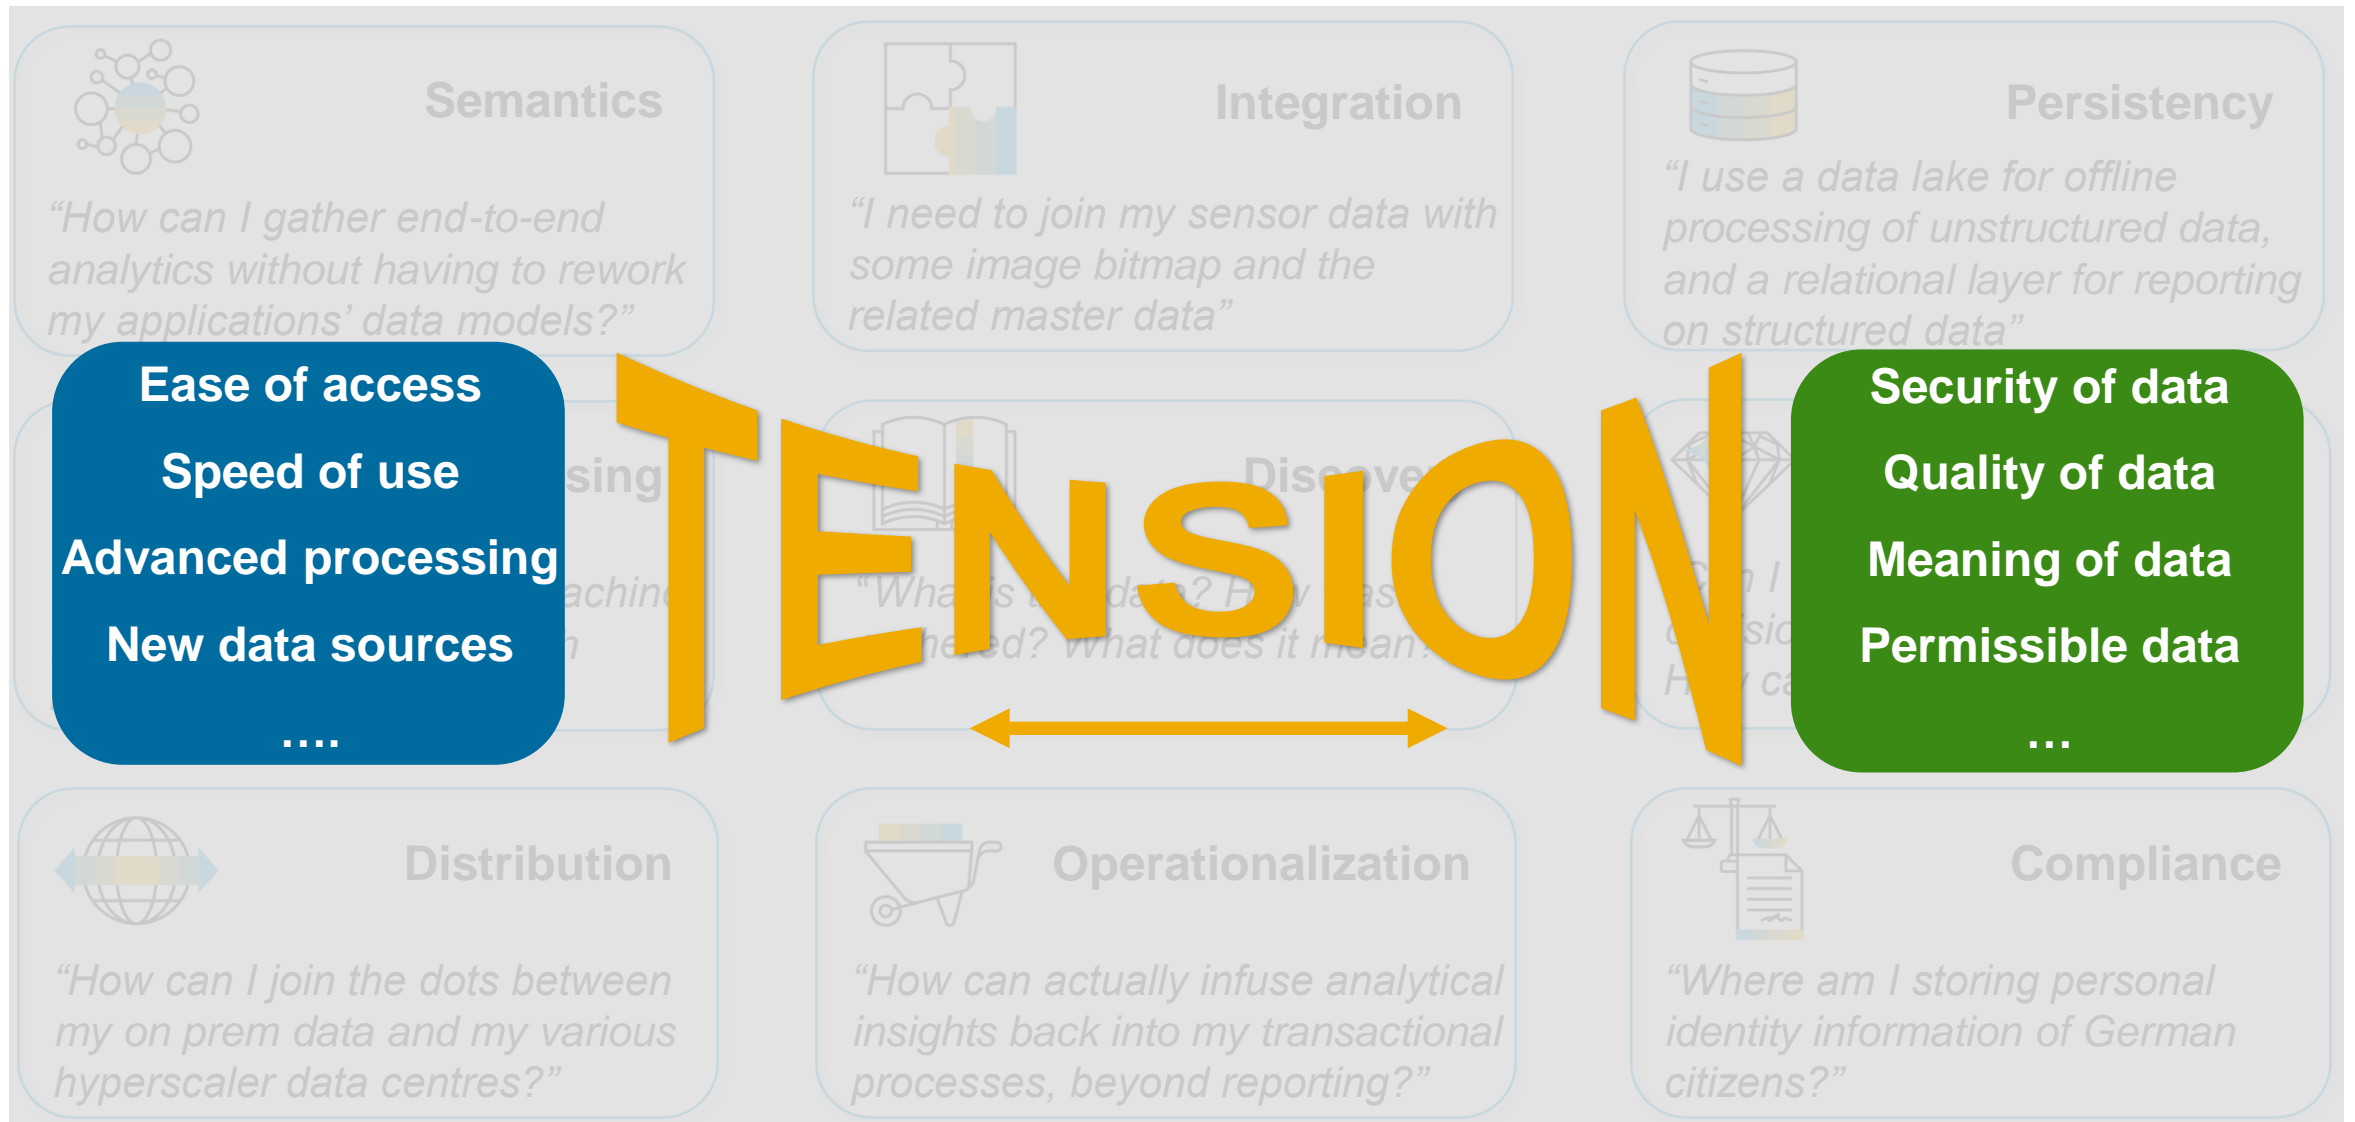 Semantics
“How can I gather end-to-end
analytics without having to rework
my applications’ data models?”
Integration
“I need to join my sensor data with
some image bitmap and the
related master data”
Persistency
“I use a data lake for offline
processing of unstructured data,
and a relational layer for reporting
on structured data”
Ease of access
Speed of use
Advanced processing
New data sources
….
TENSION
What does it mean?
Security of data
Quality of data
Meaning of data
Permissible data
…
Distribution
“How can I join the dots between
my on prem data and my various
hyperscaler data centres?”
Operationalization
“How can actually infuse analytical
insights back into my transactional
processes, beyond reporting?”
Compliance
“Where am I storing personal
identity information of German
citizens?”